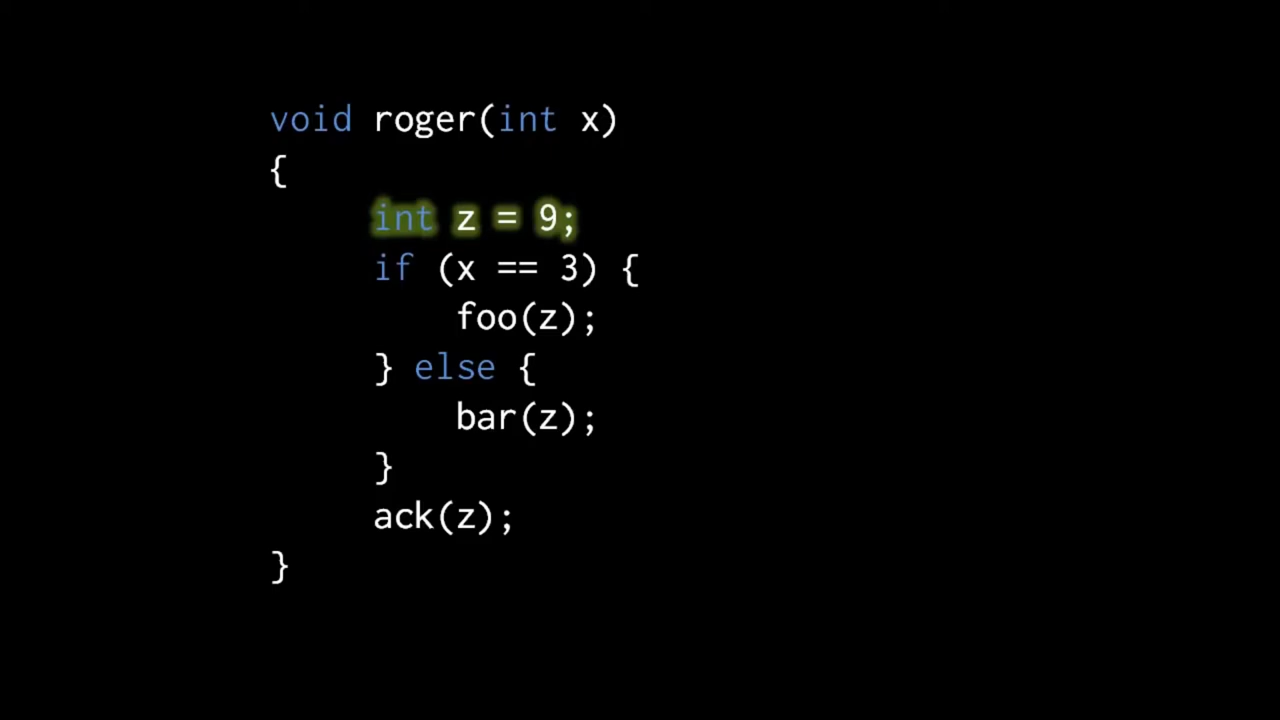 void roger(int x)
{
int z = 9;
if (x == 3) {
foo(z);
} else {
bar(z);
}
ack(z);
}